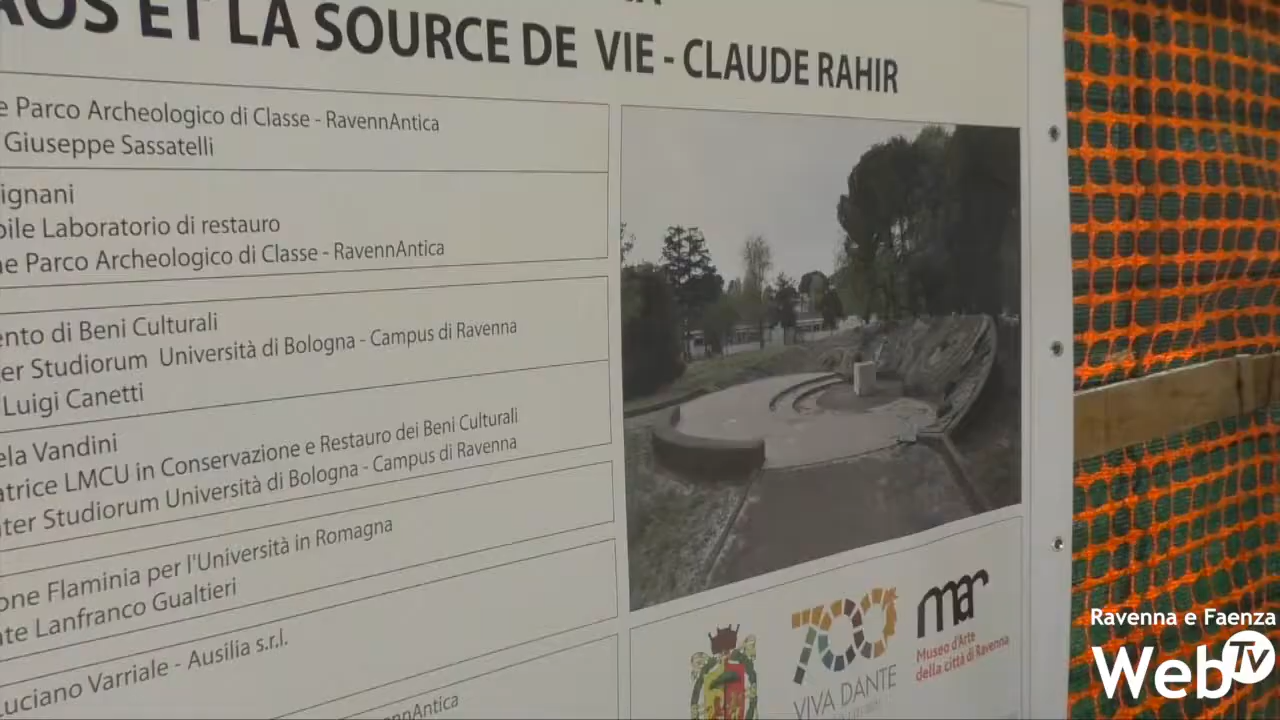 ET LA SOURCE DE VIE - CLAUDE RAHIR
e Parco Archeologico di Classe - RavennAntica
Giuseppe Sassatelli
ignani
bile Laboratorio di restauro
ne Parco Archeologico di Classe - RavennAntica
ento di Beni Culturali
er Studiorum Università di Bologna - Campus di Ravenna
Luigi Canetti
ela Vandini
atrice LMCU in Conservazione e Restauro dei Beni Culturali
ter Studiorum Università di Bologna - Campus di Ravenna
one Flaminia per l'Università in Romagna
te Lanfranco Gualtieri
Luciano Varriale - Ausilia s.r.l.
nnAntica
700
VIVA DANTE
mar
Museo d'Arte
della città di Ravenna
Ravenna e Faenza
WebTV